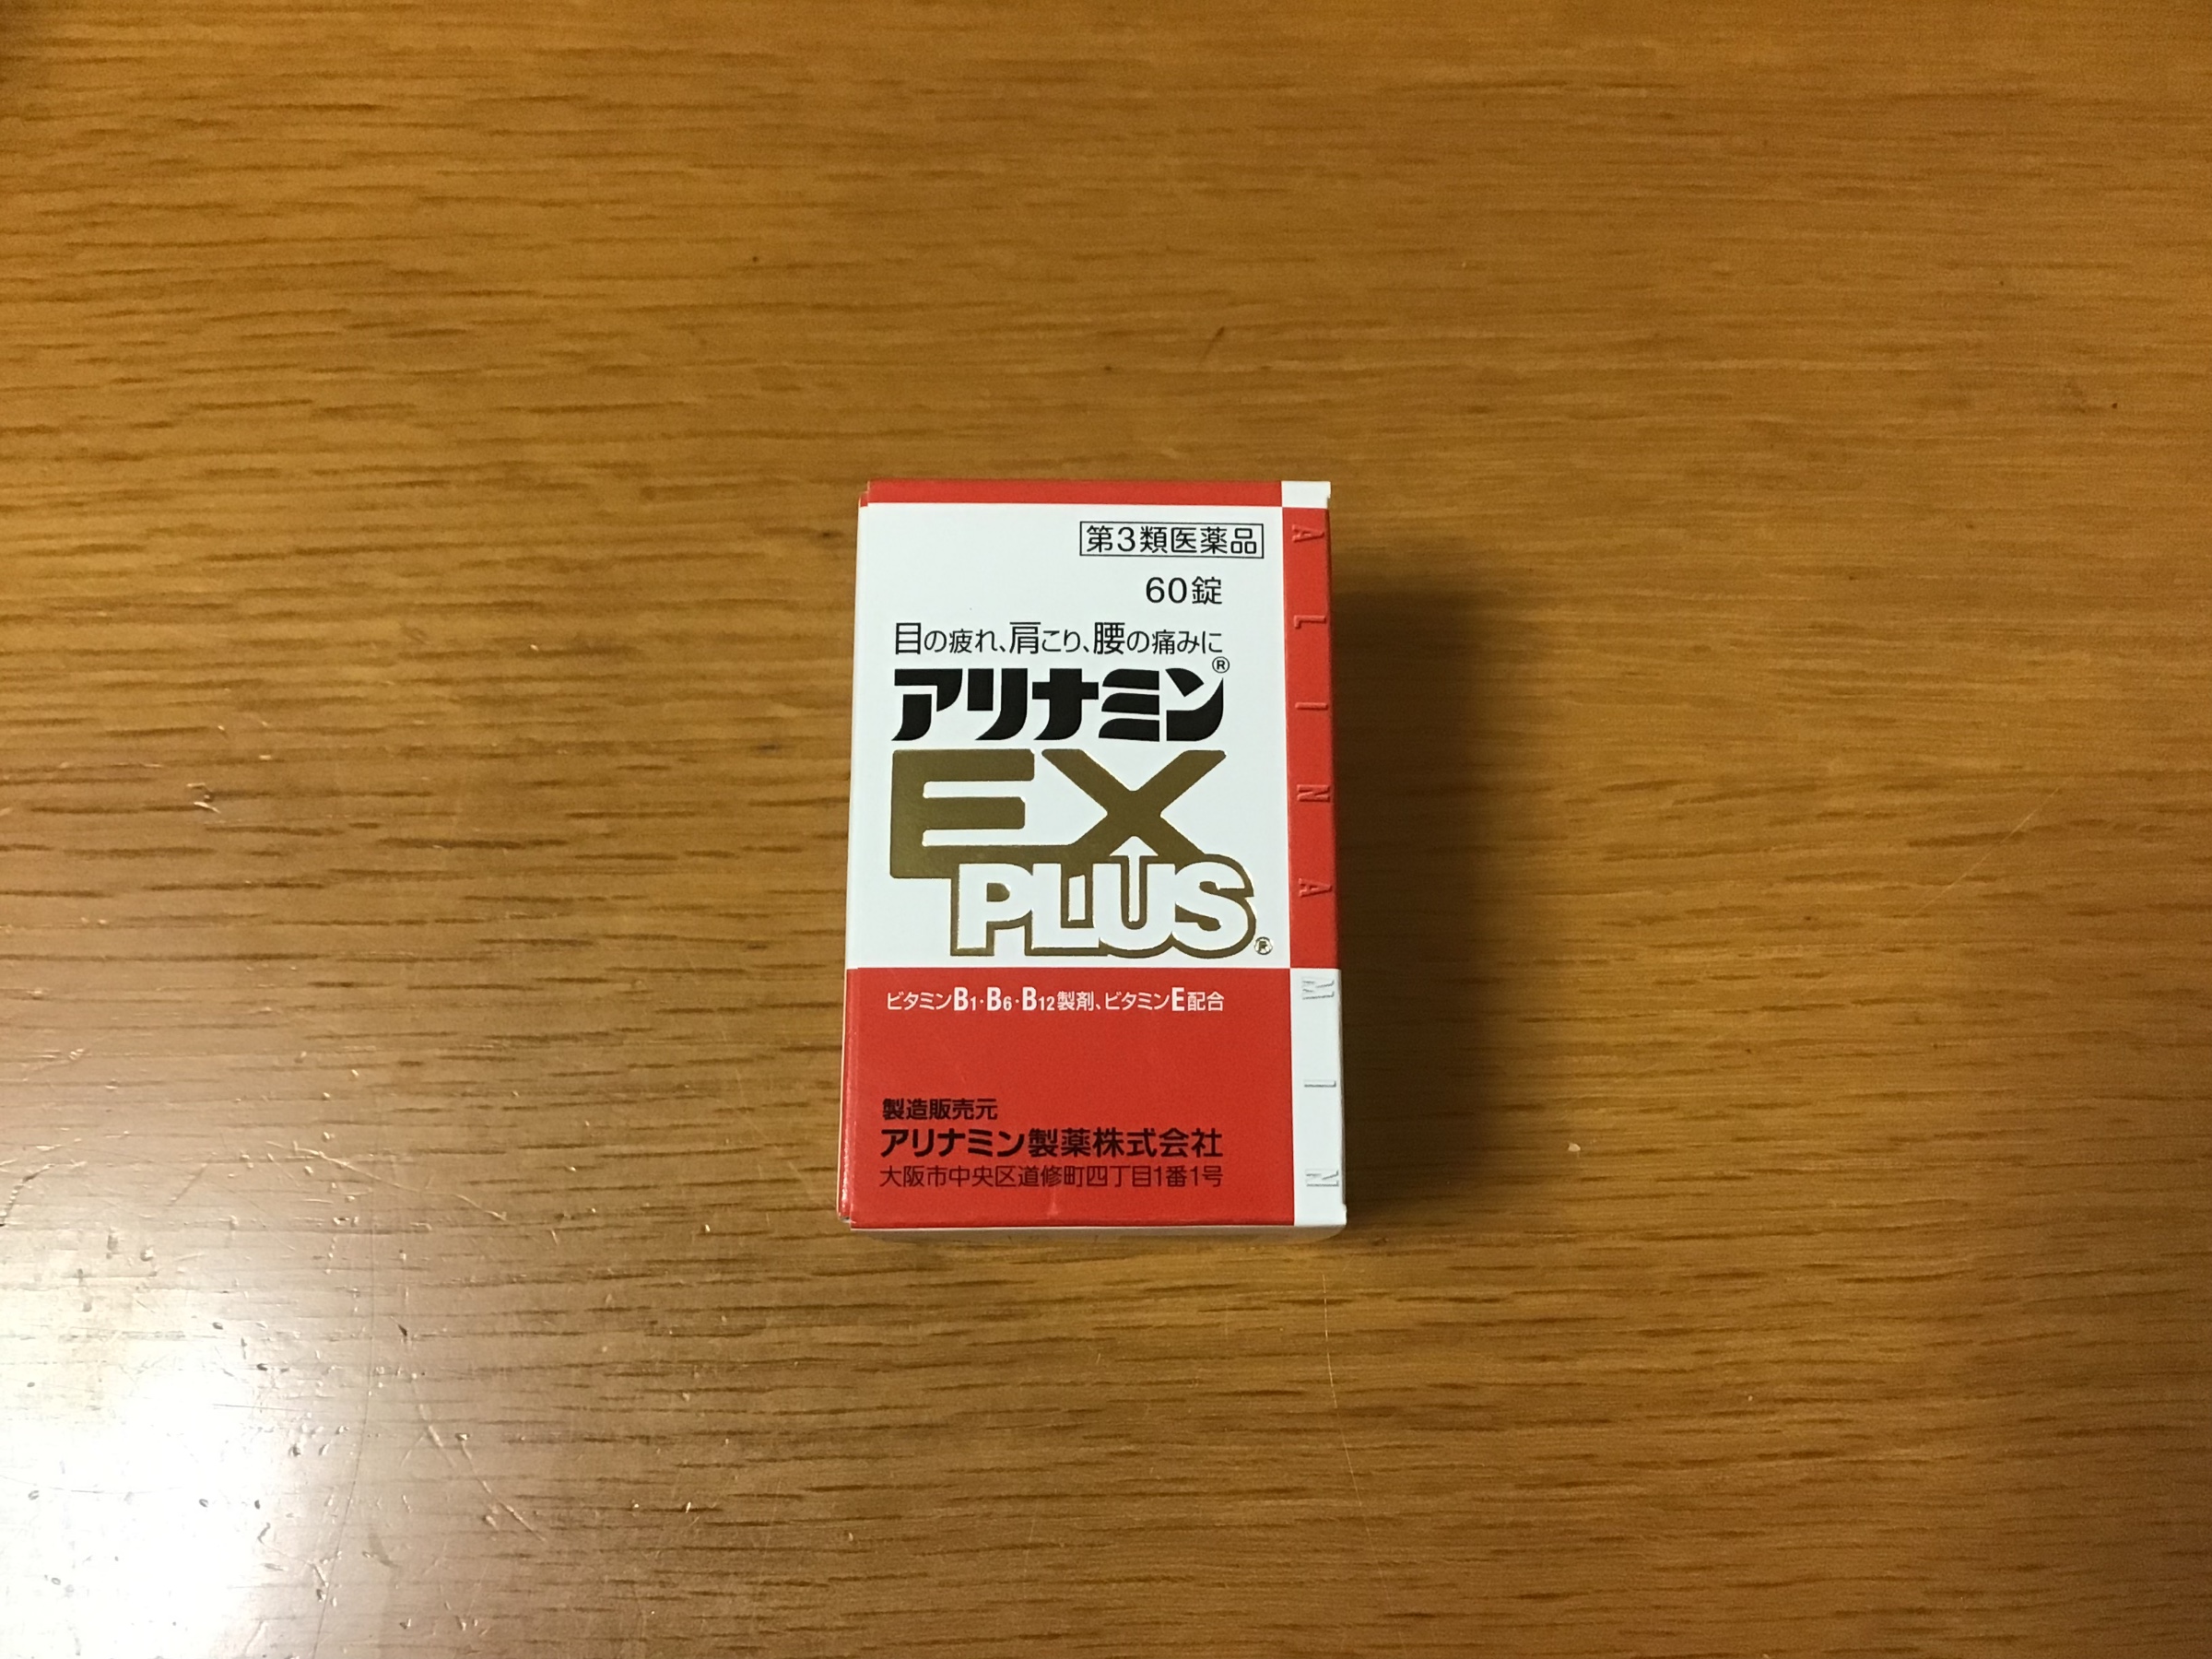 第3類医薬品
60錠
目の疲れ、肩こり、腰の痛みに
アリナミン®
EX
PLUS®
ビタミンB1・B6・B12製剤、ビタミンE配合
製造販売元
アリナミン製薬株式会社
大阪市中央区道修町四丁目1番1号
ALINAMIN